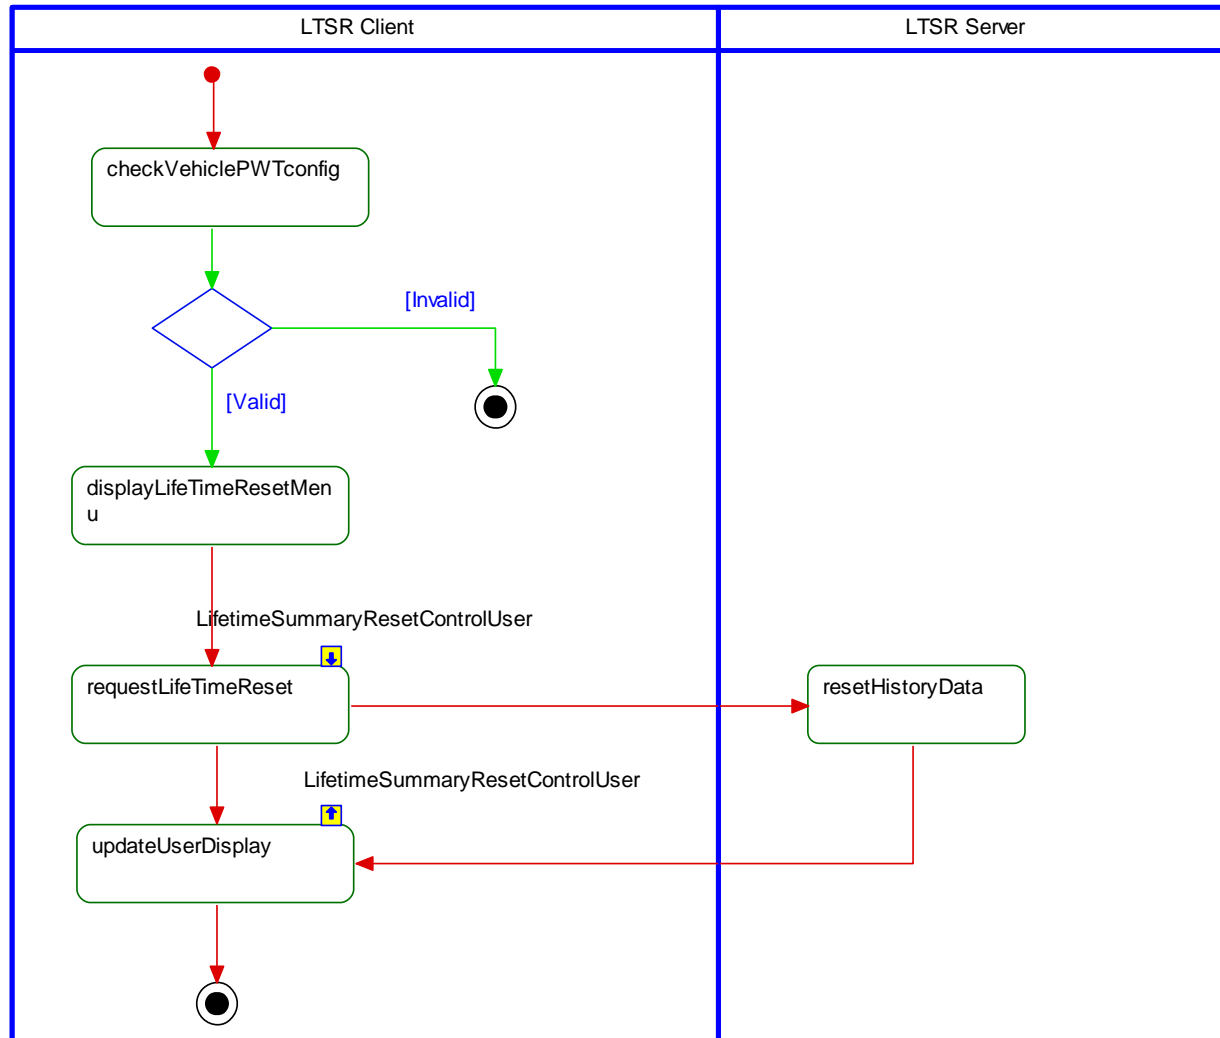 LTSR Client
LTSR Server
checkVehiclePWTconfig
[Invalid]
[Valid]
displayLifeTimeResetMen
u
LifetimeSummaryResetControlUser
requestLifeTimeReset
resetHistoryData
LifetimeSummaryResetControlUser
updateUserDisplay